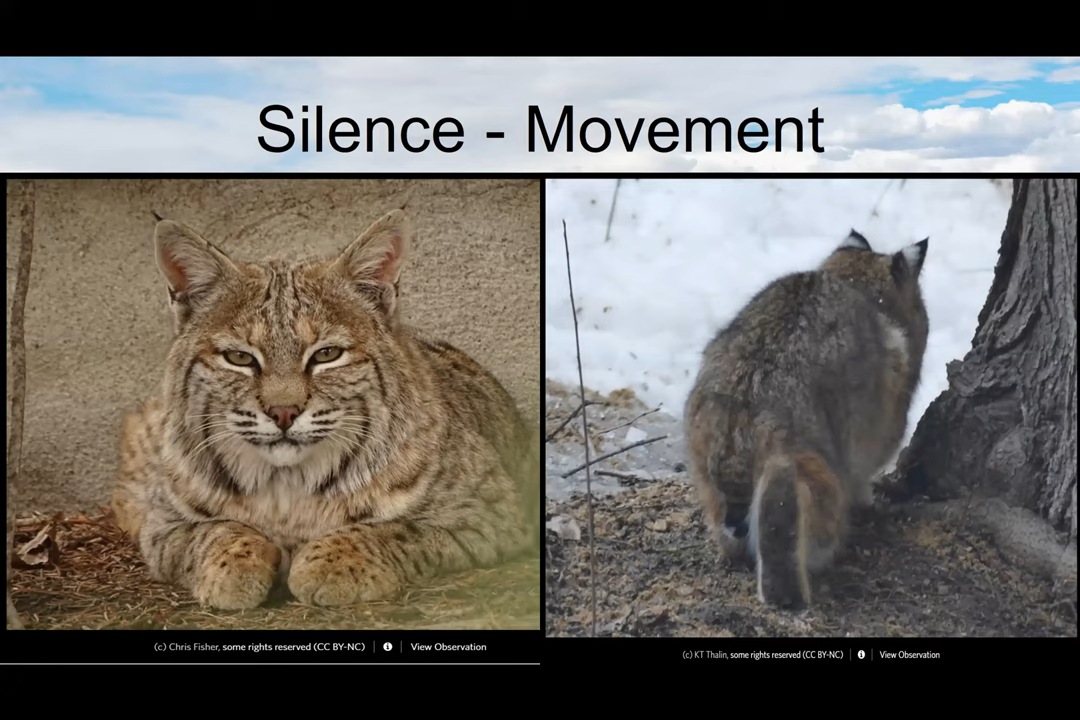 Silence - Movement
(c) Chris Fisher, some rights reserved (CC BY-NC) | View Observation
(c) KT Thalin, some rights reserved (CC BY-NC) | View Observation